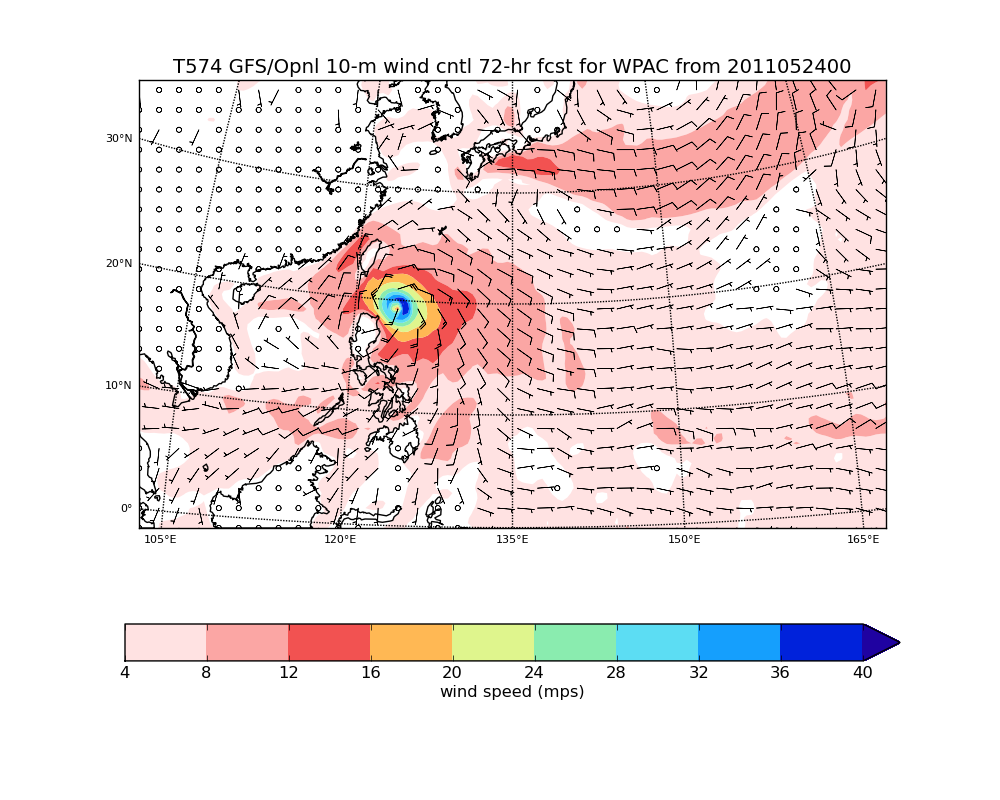 T574 GFS/Opnl 10-m wind cntl 72-hr fcst for WPAC from 2011052400
30°N
20°N
10°N
0°
105°E 120°E 135°E 150°E 165°E
4 8 12 16 20 24 28 32 36 40
wind speed (mps)